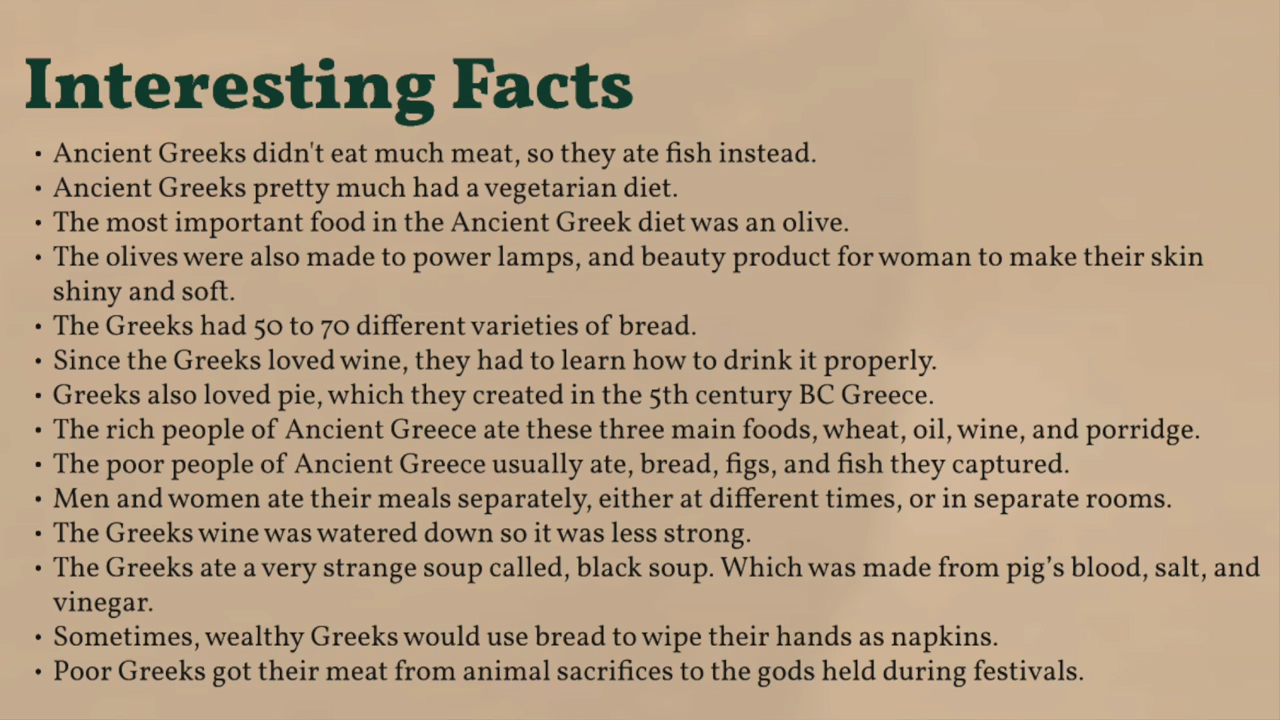 Interesting Facts
• Ancient Greeks didn't eat much meat, so they ate fish instead.
• Ancient Greeks pretty much had a vegetarian diet.
• The most important food in the Ancient Greek diet was an olive.
• The olives were also made to power lamps, and beauty product for woman to make their skin
shiny and soft.
• The Greeks had 50 to 70 different varieties of bread.
• Since the Greeks loved wine, they had to learn how to drink it properly.
• Greeks also loved pie, which they created in the 5th century BC Greece.
• The rich people of Ancient Greece ate these three main foods, wheat, oil, wine, and porridge.
• The poor people of Ancient Greece usually ate, bread, figs, and fish they captured.
• Men and women ate their meals separately, either at different times, or in separate rooms.
• The Greeks wine was watered down so it was less strong.
• The Greeks ate a very strange soup called, black soup. Which was made from pig’s blood, salt, and
vinegar.
• Sometimes, wealthy Greeks would use bread to wipe their hands as napkins.
• Poor Greeks got their meat from animal sacrifices to the gods held during festivals.